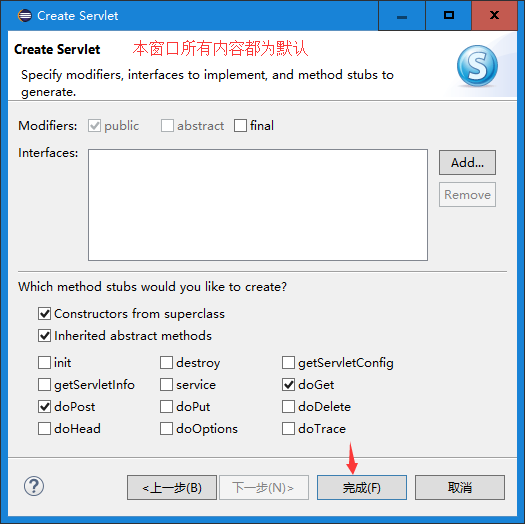 Create Servlet
Create Servlet 本窗口所有内容都为默认
Specify modifiers, interfaces to implement, and method stubs to
generate.
S
Modifiers: public abstract final
Interfaces:
Add...
Remove
Which method stubs would you like to create?
Constructors from superclass
Inherited abstract methods
init destroy getServletConfig
getServletInfo service doGet
doPost doPut doDelete
doHead doOptions doTrace
? <上一步(B) 下一步(N)> 完成(F) 取消